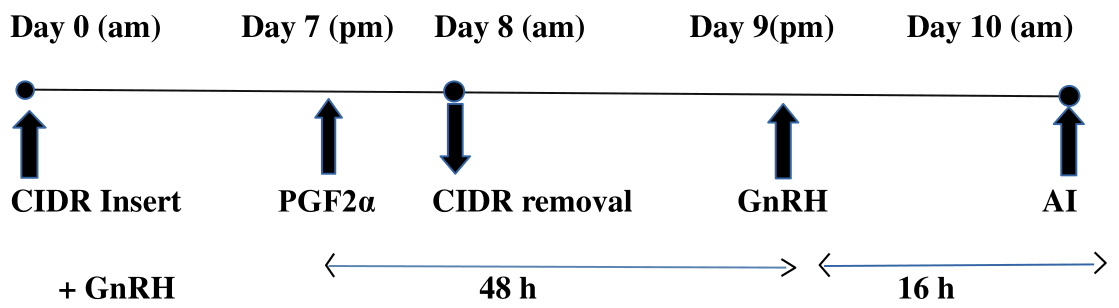 Day 0 (am) Day 7 (pm) Day 8 (am) Day 9(pm) Day 10 (am)
CIDR Insert PGF2α CIDR removal GnRH AI
+ GnRH 48 h 16 h